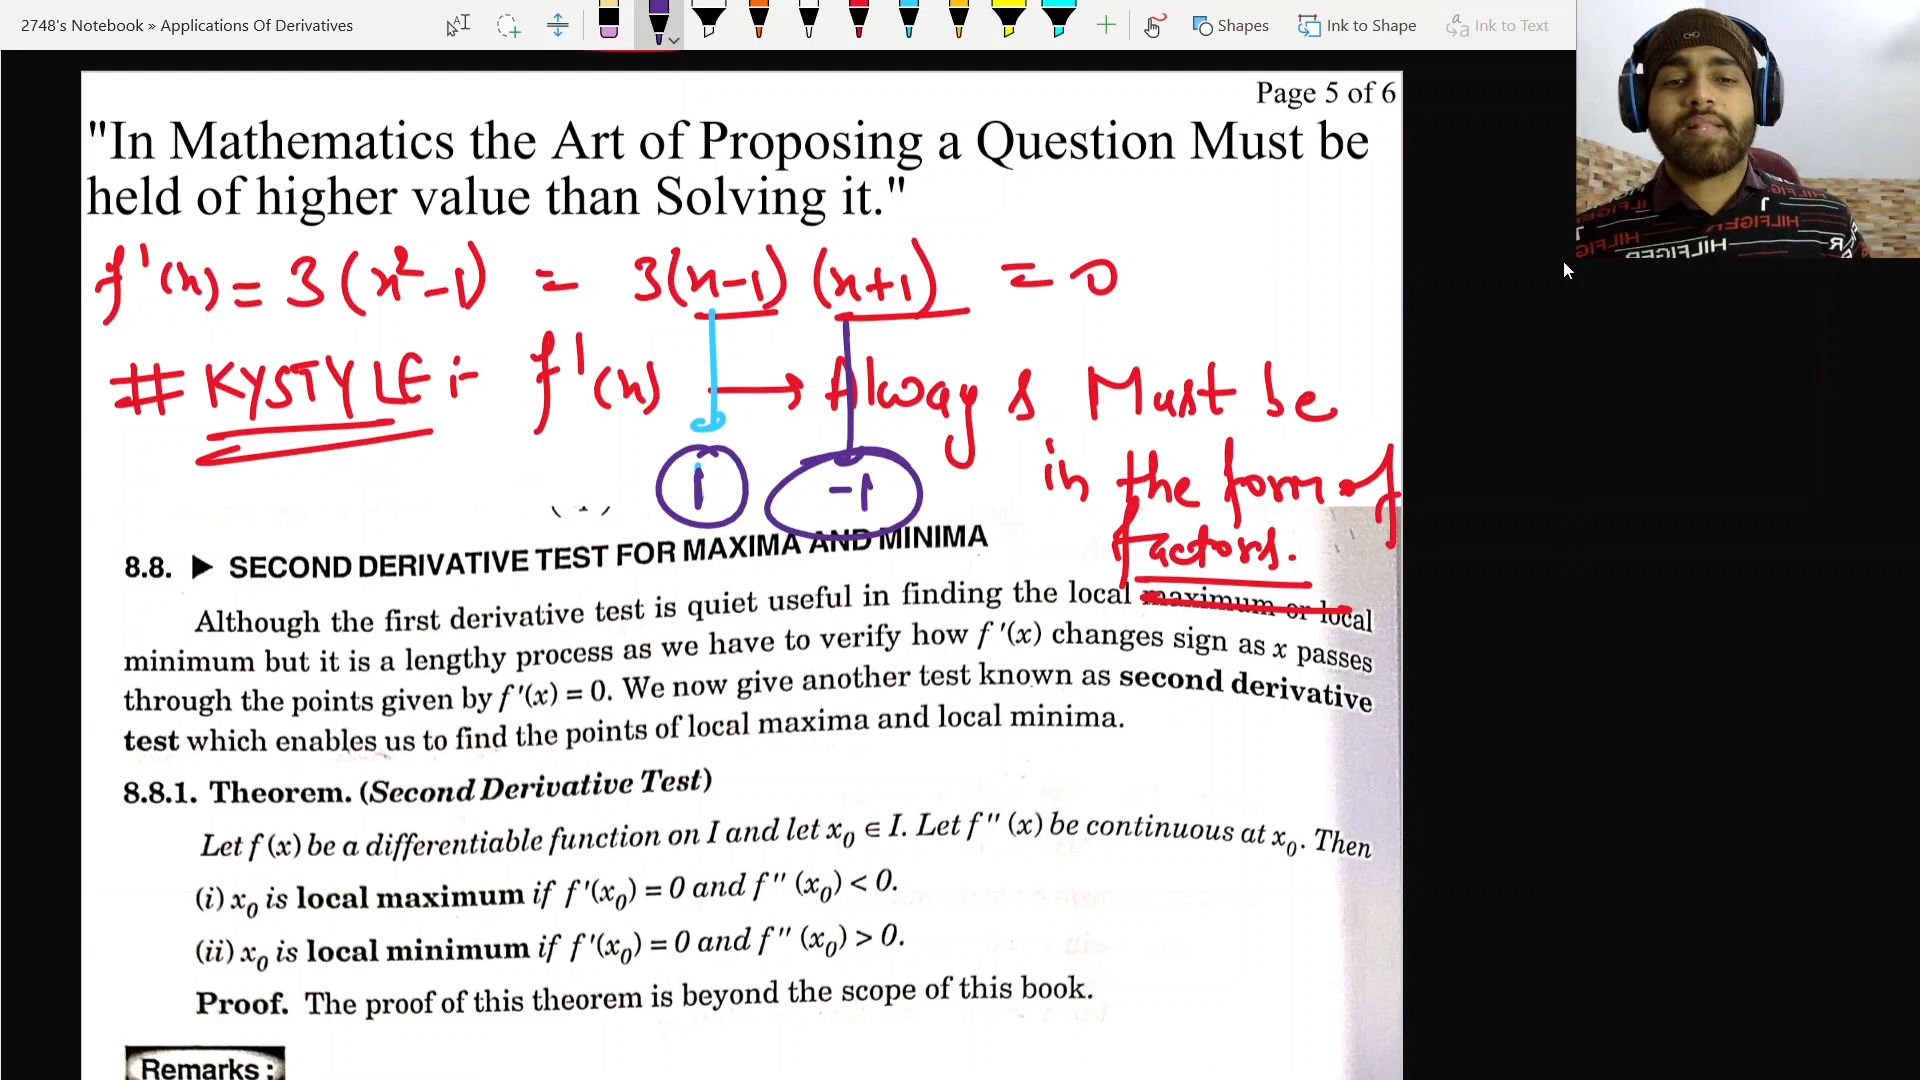 2748's Notebook » Applications Of Derivatives
Shapes
Ink to Shape
Ink to Text
Page 5 of 6
"In Mathematics the Art of Proposing a Question Must be
held of higher value than Solving it."
f'(x) = 3(x²-1) = 3(x-1) (x+1) = 0
# KYSTYLE :- f'(x) → Always Must be
in the form of
factors.
1 -1
8.8. ▶ SECOND DERIVATIVE TEST FOR MAXIMA AND MINIMA
Although the first derivative test is quiet useful in finding the local maximum or local
minimum but it is a lengthy process as we have to verify how f '(x) changes sign as x passes
through the points given by f '(x) = 0. We now give another test known as second derivative
test which enables us to find the points of local maxima and local minima.
8.8.1. Theorem. (Second Derivative Test)
Let f (x) be a differentiable function on I and let x₀ ∈ I. Let f '' (x) be continuous at x₀. Then
(i) x₀ is local maximum if f '(x₀) = 0 and f '' (x₀) < 0.
(ii) x₀ is local minimum if f '(x₀) = 0 and f '' (x₀) > 0.
Proof. The proof of this theorem is beyond the scope of this book.
Remarks :